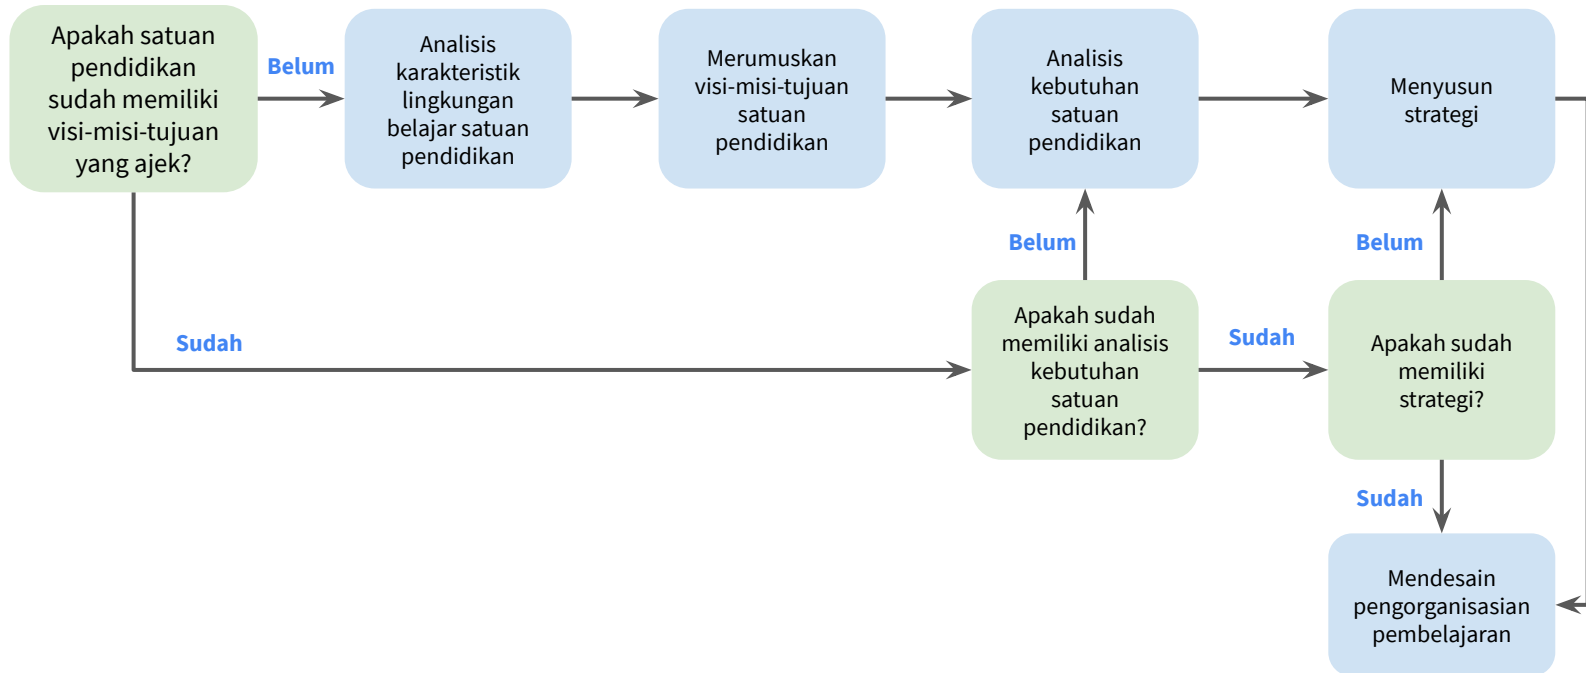 Apakah satuan
pendidikan
sudah memiliki
visi-misi-tujuan
yang ajek?
Belum
Analisis
karakteristik
lingkungan
belajar satuan
pendidikan
Merumuskan
visi-misi-tujuan
satuan
pendidikan
Analisis
kebutuhan
satuan
pendidikan
Menyusun
strategi
Belum
Belum
Sudah
Apakah sudah
memiliki analisis
kebutuhan
satuan
pendidikan?
Sudah
Apakah sudah
memiliki
strategi?
Sudah
Mendesain
pengorganisasian
pembelajaran